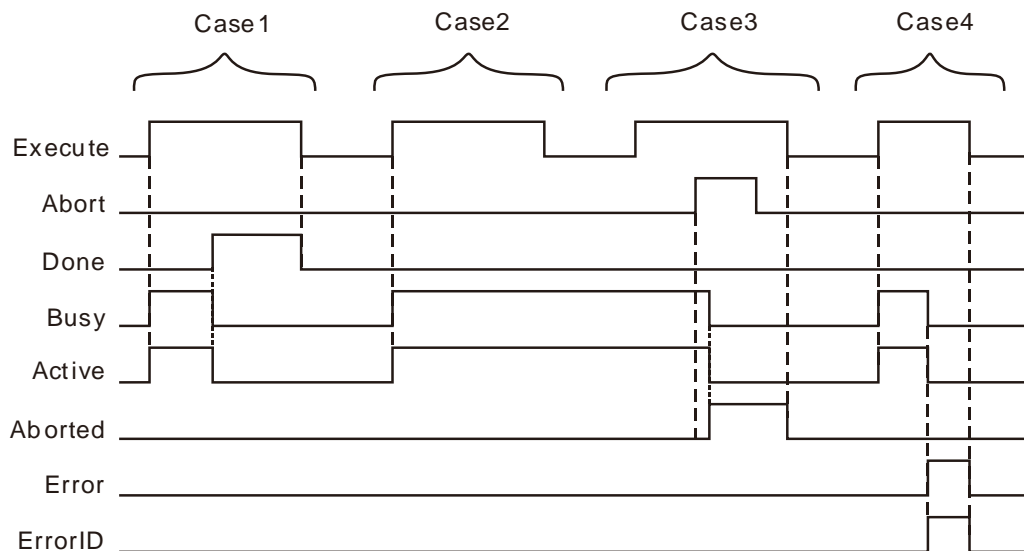 Case1 Case2 Case3 Case4
Execute
Abort
Done
Busy
Active
Aborted
Error
ErrorID